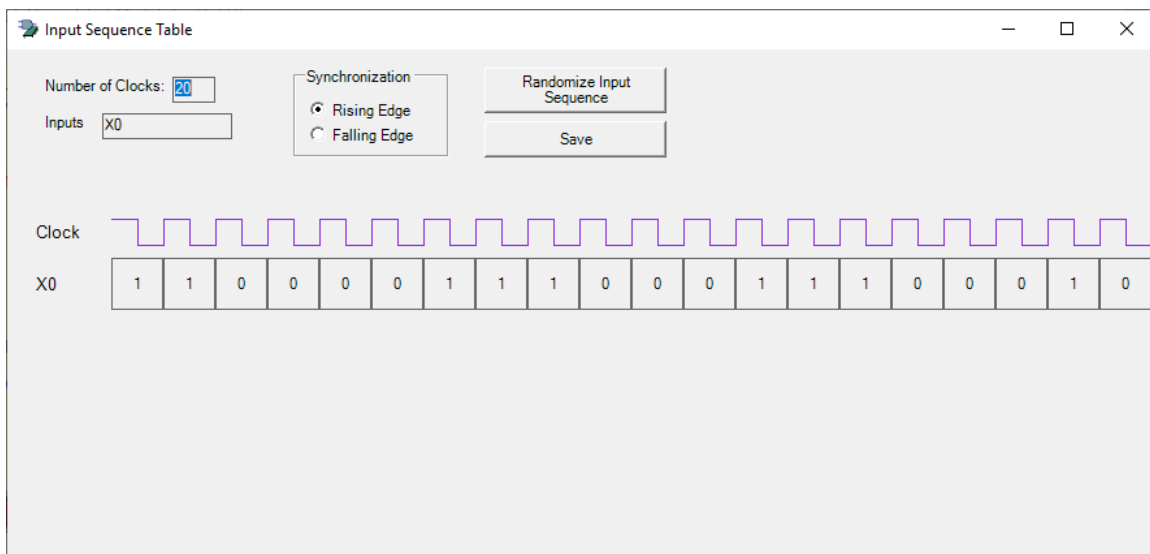 Input Sequence Table
Number of Clocks: 20
Inputs X0
Synchronization
Rising Edge
Falling Edge
Randomize Input
Sequence
Save
Clock
X0 1 1 0 0 0 0 1 1 1 0 0 0 1 1 1 0 0 0 1 0